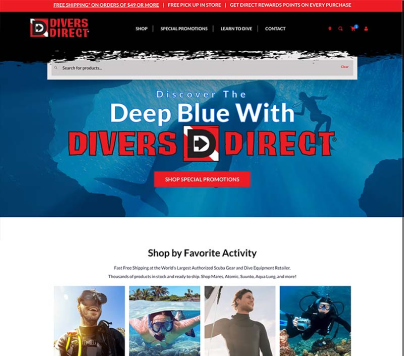 FREE SHIPPING* ON ORDERS OF $49 OR MORE | FREE PICK UP IN STORE | GET DIRECT REWARDS POINTS ON EVERY PURCHASE
DIVERS
DIRECT
SHOP | SPECIAL PROMOTIONS | LEARN TO DIVE | CONTACT
Search for products...
Discover The
Deep Blue With
DIVERS D DIRECT
SHOP SPECIAL PROMOTIONS
Shop by Favorite Activity
Fast Free Shipping at the World's Largest Authorized Scuba Gear and Dive Equipment Retailer.
Thousands of products in stock and ready-to-ship. Shop Mares, Atomic, Suunto, Aqua Lung, and more!